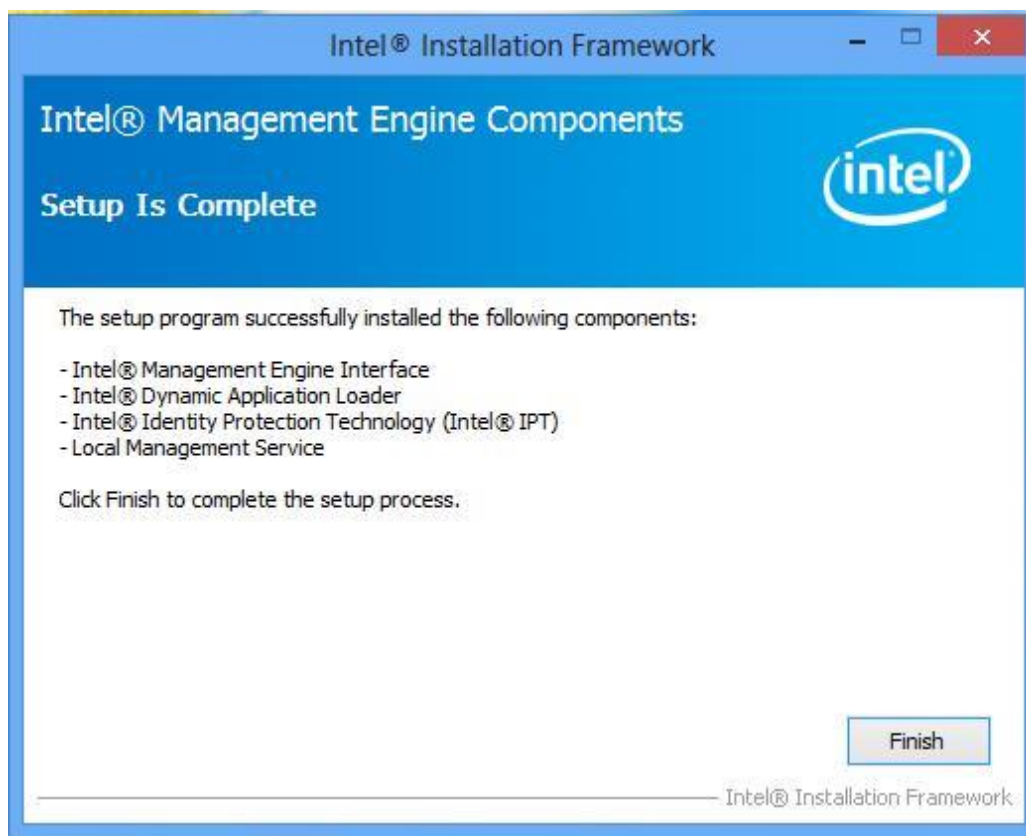 Intel® Installation Framework
Intel® Management Engine Components
intel
Setup Is Complete
The setup program successfully installed the following components:
- Intel® Management Engine Interface
- Intel® Dynamic Application Loader
- Intel® Identity Protection Technology (Intel® IPT)
- Local Management Service
Click Finish to complete the setup process.
Finish
Intel® Installation Framework